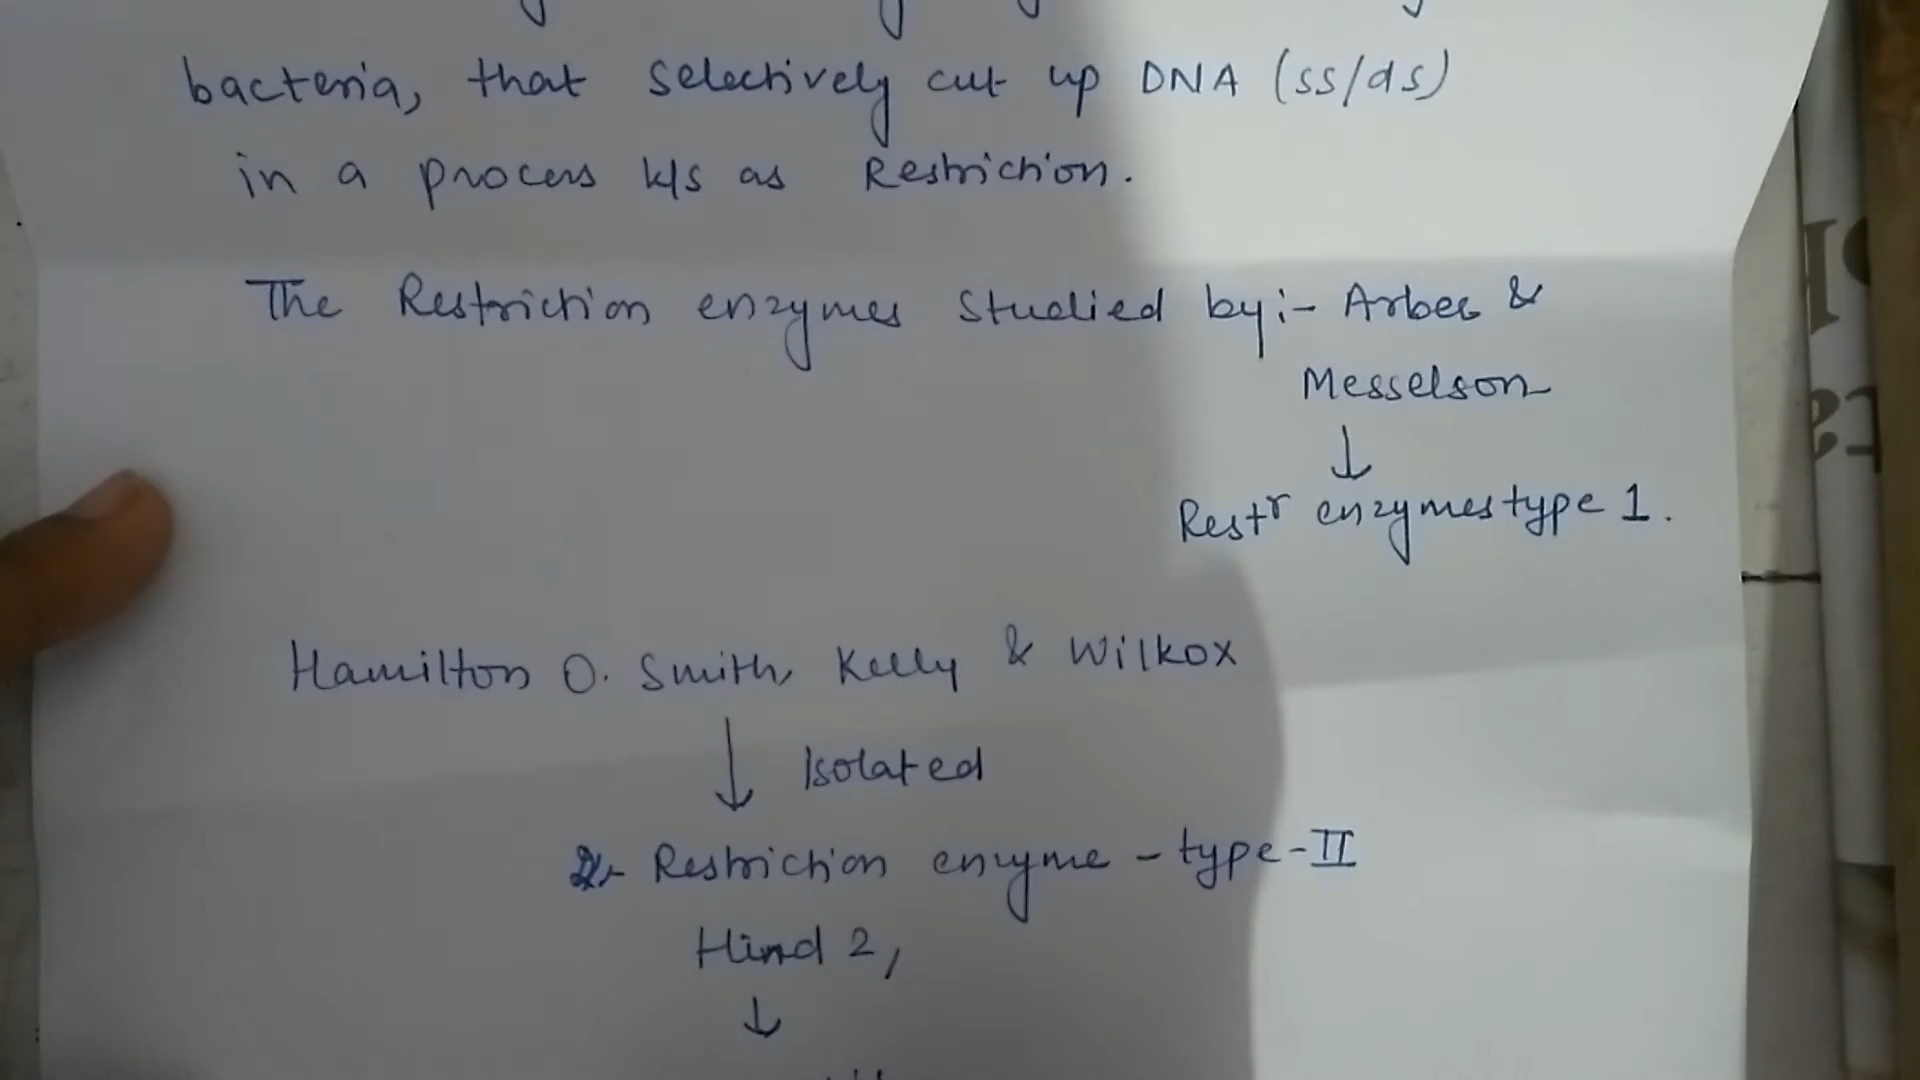 bacteria, that selectively cut up DNA (ss/ds)
in a process k/s as Restriction.
The Restriction enzymes studied by:- Arber &
Messelson
↓
Restr enzymes type 1.
Hamilton O. Smith, Kelly & Wilkox
↓ Isolated
Restriction enzyme - type - II
Hind 2,
↓